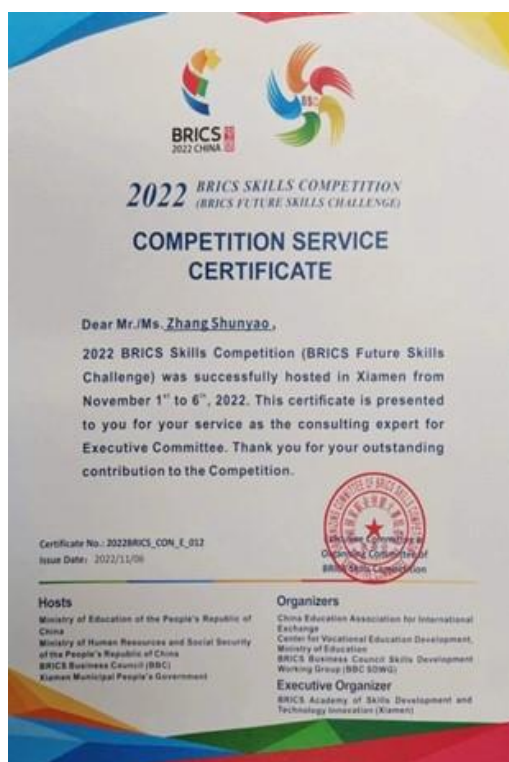 BRICS
2022 CHINA
BSC
2022 BRICS SKILLS COMPETITION
(BRICS FUTURE SKILLS CHALLENGE)
COMPETITION SERVICE
CERTIFICATE
Dear Mr./Ms. Zhang Shunyao ,
2022 BRICS Skills Competition (BRICS Future Skills
Challenge) was successfully hosted in Xiamen from
November 1st to 6th, 2022. This certificate is presented
to you for your service as the consulting expert for
Executive Committee. Thank you for your outstanding
contribution to the Competition.
Certificate No.: 2022BRICS_CON_E_012
Issue Date: 2022/11/06
Executive Committee of
Organizing Committee of
BRICS Skills Competition
Hosts
Ministry of Education of the People's Republic of
China
Ministry of Human Resources and Social Security
of the People's Republic of China
BRICS Business Council (BBC)
Xiamen Municipal People's Government
Organizers
China Education Association for International
Exchange
Center for Vocational Education Development,
Ministry of Education
BRICS Business Council Skills Development
Working Group (BBC SDWG)
Executive Organizer
BRICS Academy of Skills Development and
Technology Innovation (Xiamen)